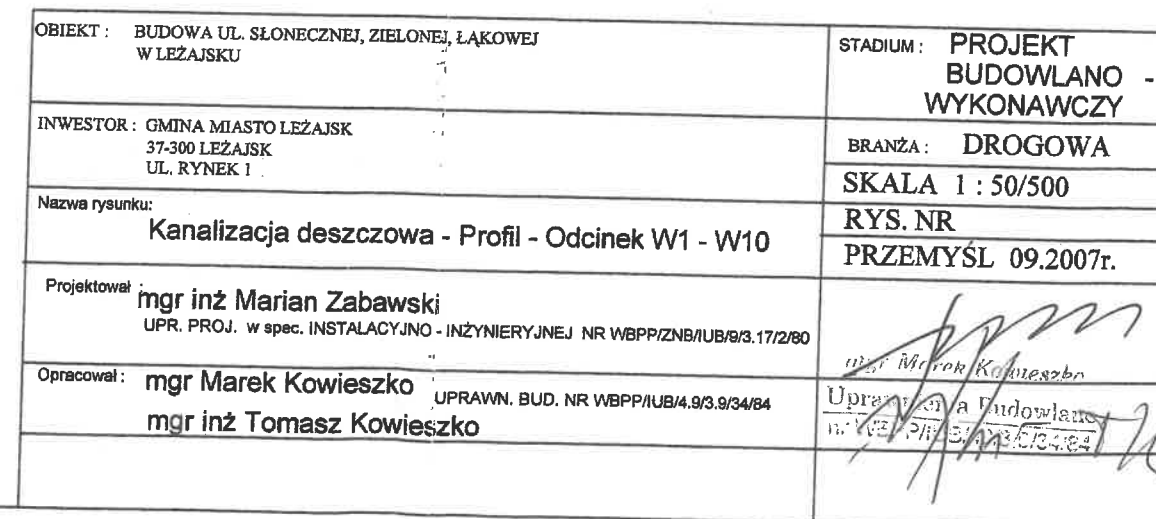 OBIEKT : BUDOWA UL. SŁONECZNEJ, ZIELONEJ, ŁĄKOWEJ
W LEŻAJSKU
STADIUM : PROJEKT
BUDOWLANO -
WYKONAWCZY
INWESTOR : GMINA MIASTO LEŻAJSK
37-300 LEŻAJSK
UL. RYNEK 1
BRANŻA : DROGOWA
SKALA 1 : 50/500
Nazwa rysunku:
Kanalizacja deszczowa - Profil - Odcinek W1 - W10
RYS. NR
PRZEMYŚL 09.2007r.
Projektował : mgr inż Marian Zabawski
UPR. PROJ. w spec. INSTALACYJNO - INŻYNIERYJNEJ NR WBPP/ZNB/IUB/9/3.17/2/80
mgr Marek Kowieszko
Opracował : mgr Marek Kowieszko UPRAWN. BUD. NR WBPP/IUB/4.9/3.9/34/84
mgr inż Tomasz Kowieszko